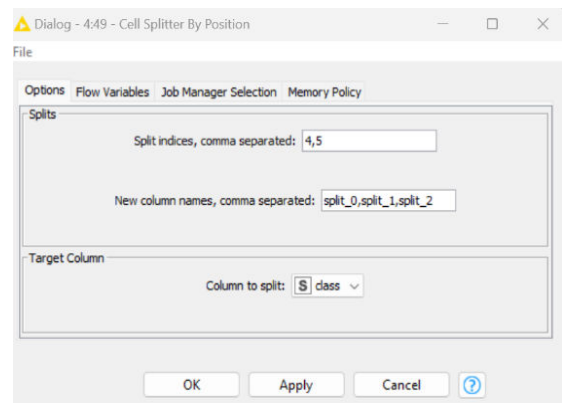 Dialog - 4:49 - Cell Splitter By Position
File
Options Flow Variables Job Manager Selection Memory Policy
Splits
Split indices, comma separated: 4,5
New column names, comma separated: split_0,split_1,split_2
Target Column
Column to split: S class
OK Apply Cancel ?